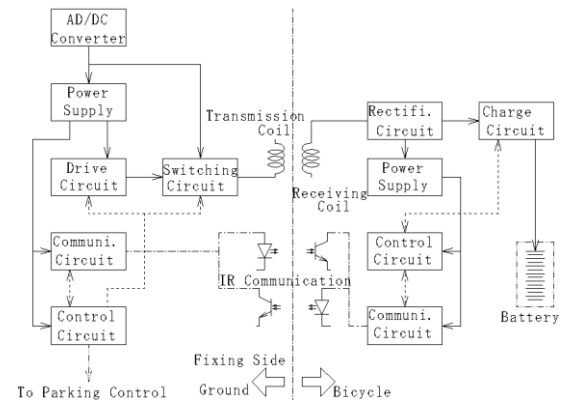 AD/DC
Converter
Power
Supply
Drive
Circuit
Switching
Circuit
Communi.
Circuit
Control
Circuit
To Parking Control
Transmission
Coil
Receiving
Coil
IR Communication
Fixing Side
Ground
Bicycle
Rectifi.
Circuit
Charge
Circuit
Power
Supply
Control
Circuit
Communi.
Circuit
Battery